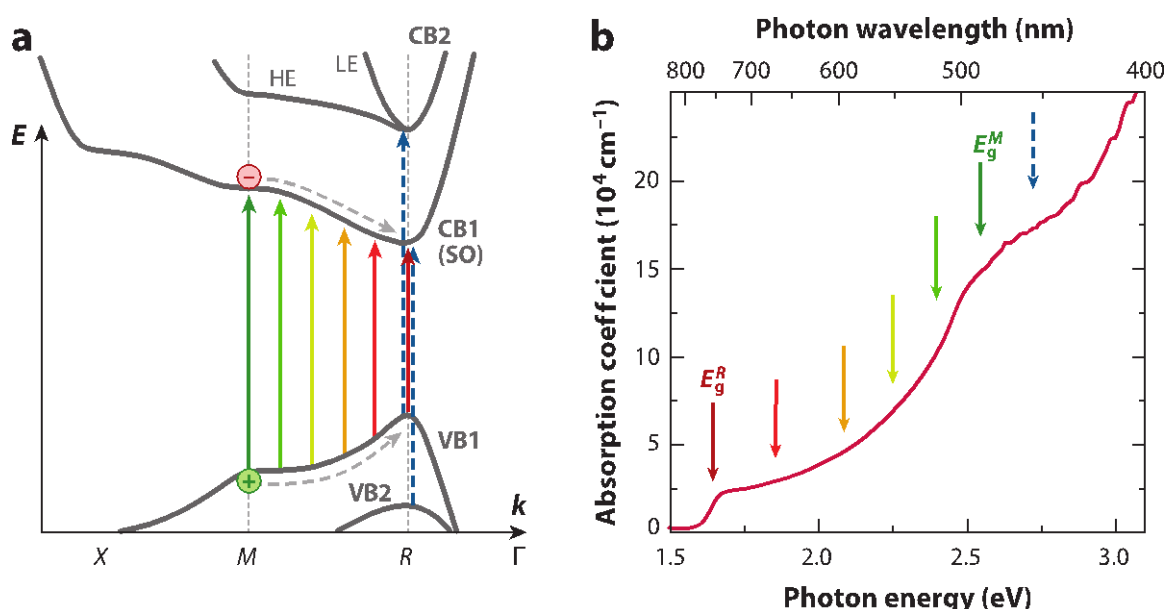 a
CB2
LE
HE
E
−
CB1
(SO)
VB1
+
VB2
k
X
M
R
Γ
b
Photon wavelength (nm)
800
700
600
500
400
Absorption coeffcient (10⁴ cm⁻¹)
20
15
10
5
0
E_g^M
E_g^R
1.5
2.0
2.5
3.0
Photon energy (eV)